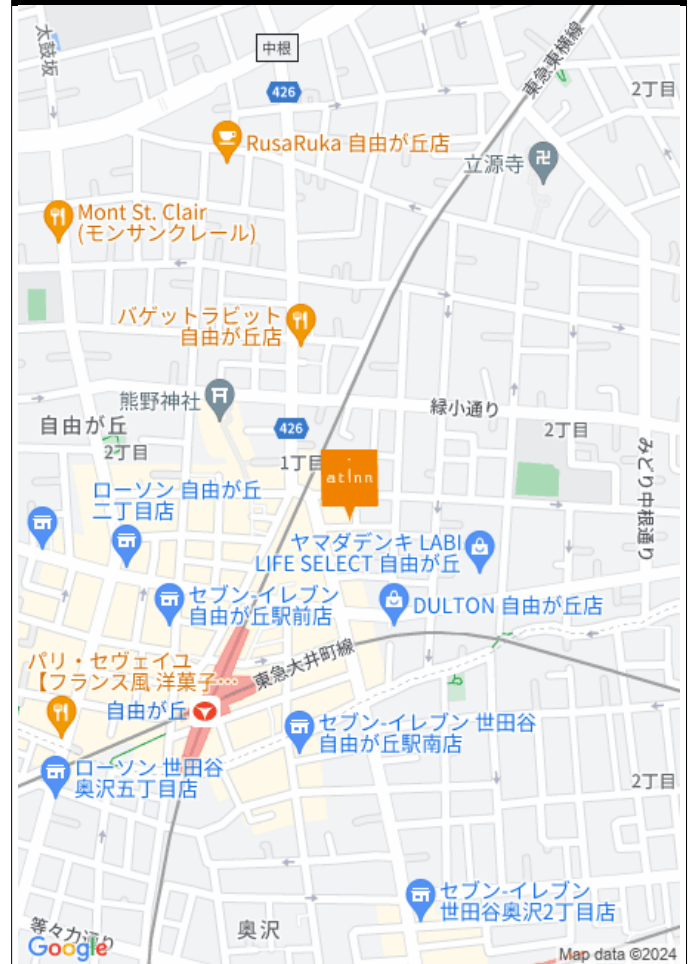 太鼓坂
中根
426
東急東横線
2丁目
RusaRuka 自由が丘店
立源寺
Mont St. Clair
(モンサンクレール)
バゲットラビット
自由が丘店
熊野神社
緑小通り
自由が丘
2丁目
426
2丁目
1丁目
atInn
みどり中根通り
ローソン 自由が丘
二丁目店
ヤマダデンキ LABI
LIFE SELECT 自由が丘
セブン-イレブン
自由が丘駅前店
DULTON 自由が丘店
東急大井町線
パリ・セヴェイユ
【フランス風 洋菓子…
自由が丘
セブン-イレブン 世田谷
自由が丘駅南店
ローソン 世田谷
奥沢五丁目店
2丁目
セブン-イレブン
世田谷奥沢2丁目店
奥沢
等々力通り
Google
Map data ©2024